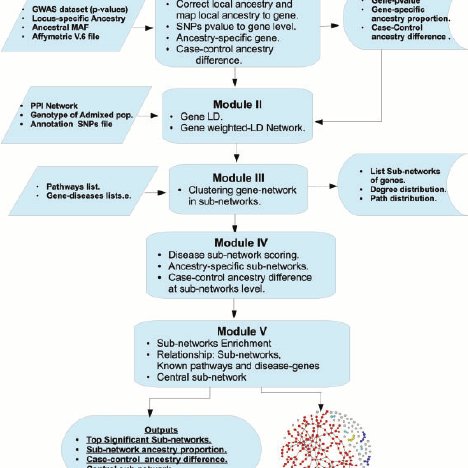 • GWAS dataset (p-values)
• Locus-specific Ancestry
• Ancestral MAF
• Affymetric V.6 file
• Correct local ancestry and
map local ancestry to gene.
• SNPs pvalue to gene level.
• Ancestry-specific gene.
• Case-control ancestry
difference.
• Gene-pvalue
• Gene-specific
ancestry proportion.
• Case-Control
ancestry difference .
• PPI Network
• Genotype of Admixed pop.
• Annotation SNPs file
Module II
• Gene LD.
• Gene weighted-LD Network.
• Pathways list.
• Gene-diseases lists.e.
Module III
• Clustering gene-network
in sub-networks.
• List Sub-networks
of genes.
• Degree distribution.
• Path distribution.
Module IV
• Disease sub-network scoring.
• Ancestry-specific sub-networks.
• Case-control ancestry difference
at sub-networks level.
Module V
• Sub-networks Enrichment
• Relationship: Sub-networks,
Known pathways and disease-genes
• Central sub-network
Outputs
• Top Significant Sub-networks.
• Sub-network ancestry proportion.
• Case-control ancestry difference.
• Central sub-network